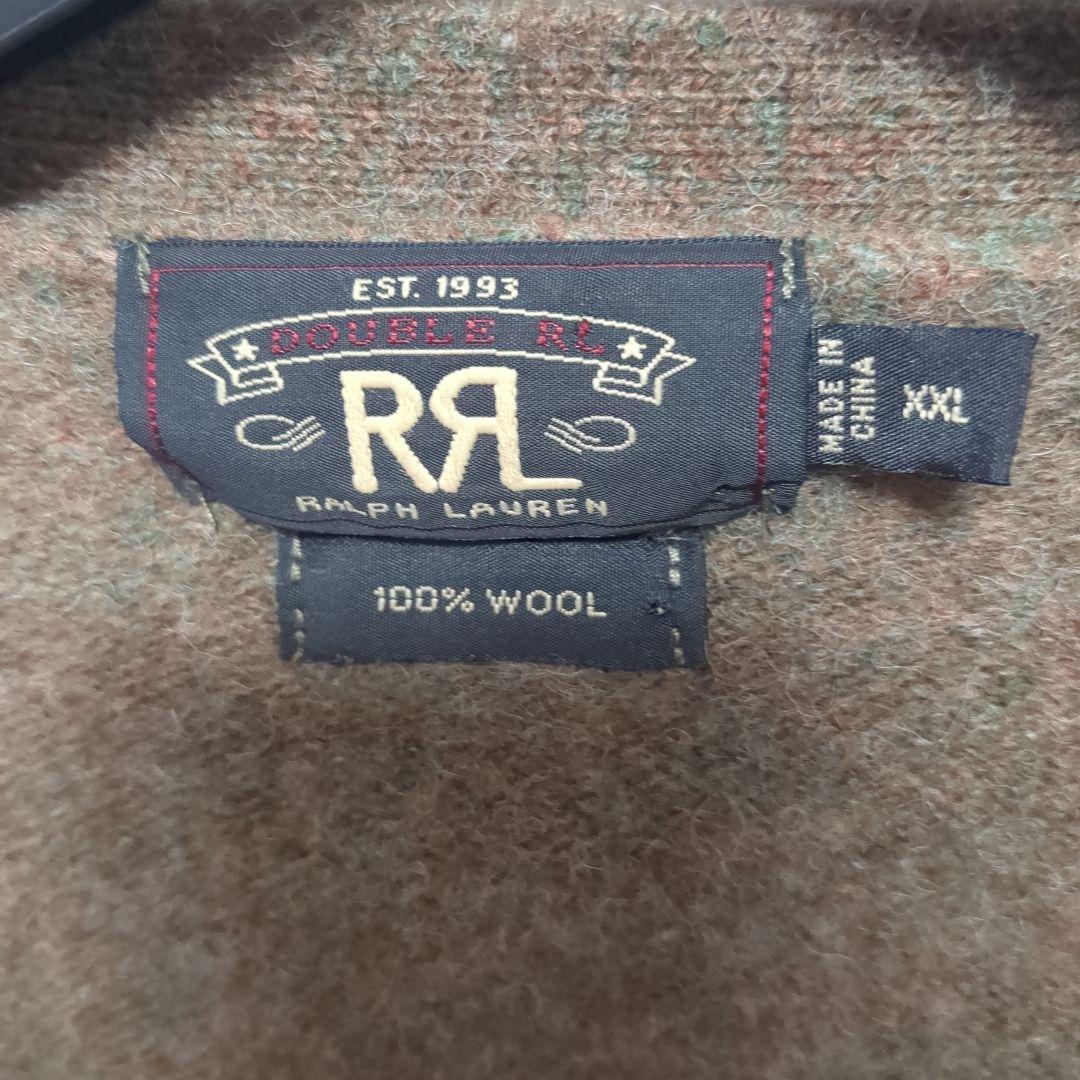 EST. 1993
DOUBLE RL
RRL
RALPH LAUREN
MADE IN
CHINA
XXL
100% WOOL